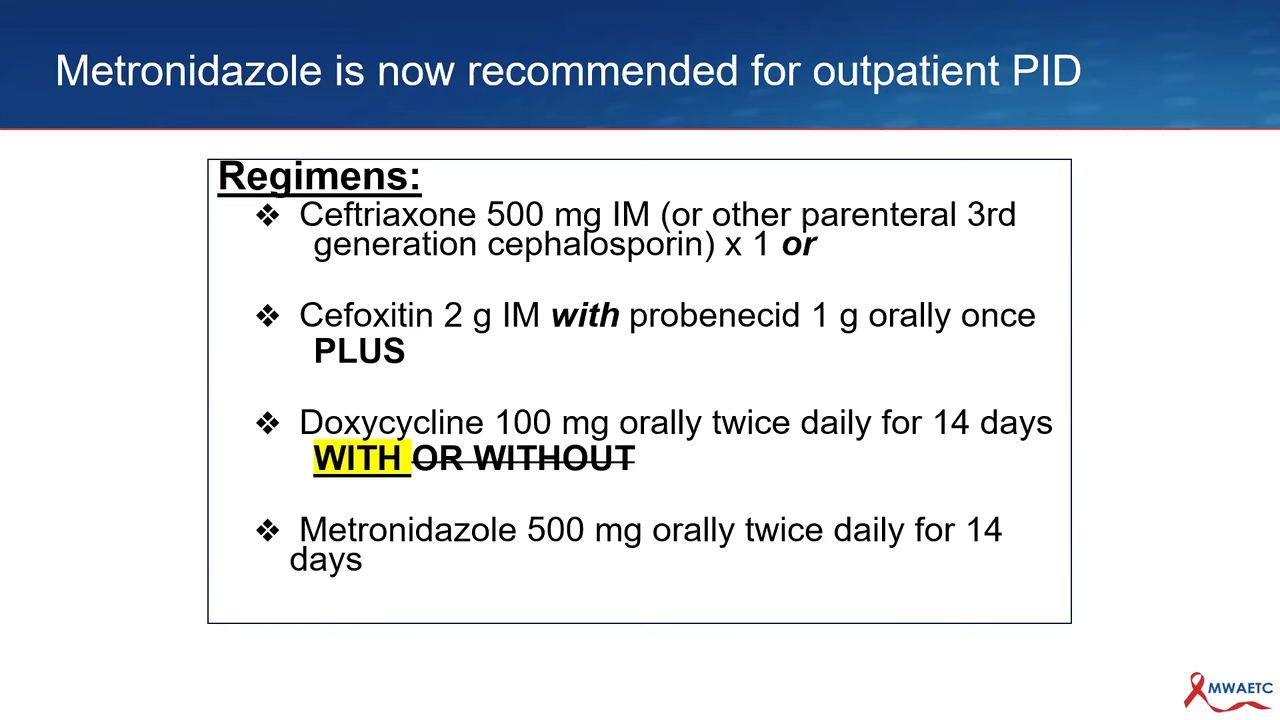 Metronidazole is now recommended for outpatient PID
Regimens:
❖ Ceftriaxone 500 mg IM (or other parenteral 3rd
generation cephalosporin) x 1 or
❖ Cefoxitin 2 g IM with probenecid 1 g orally once
PLUS
❖ Doxycycline 100 mg orally twice daily for 14 days
WITH OR WITHOUT
❖ Metronidazole 500 mg orally twice daily for 14
days
MWAETC